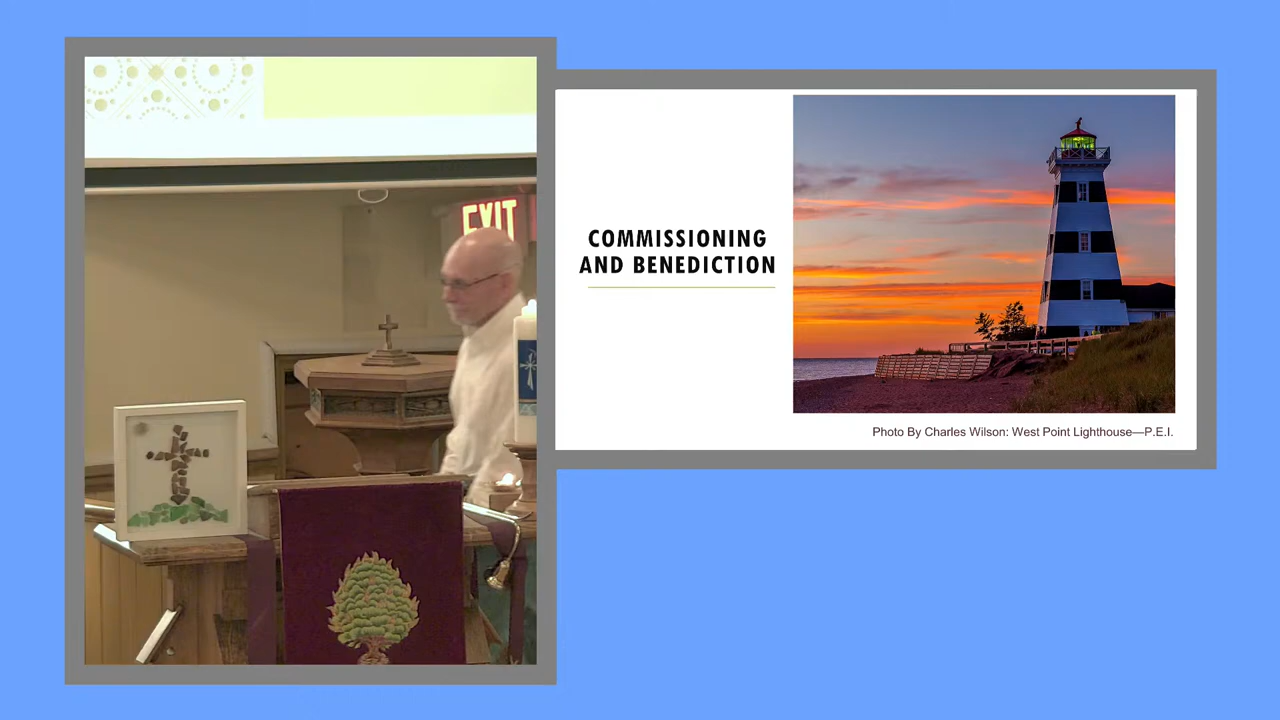 EXIT
COMMISSIONING
AND BENEDICTION
Photo By Charles Wilson: West Point Lighthouse—P.E.I.